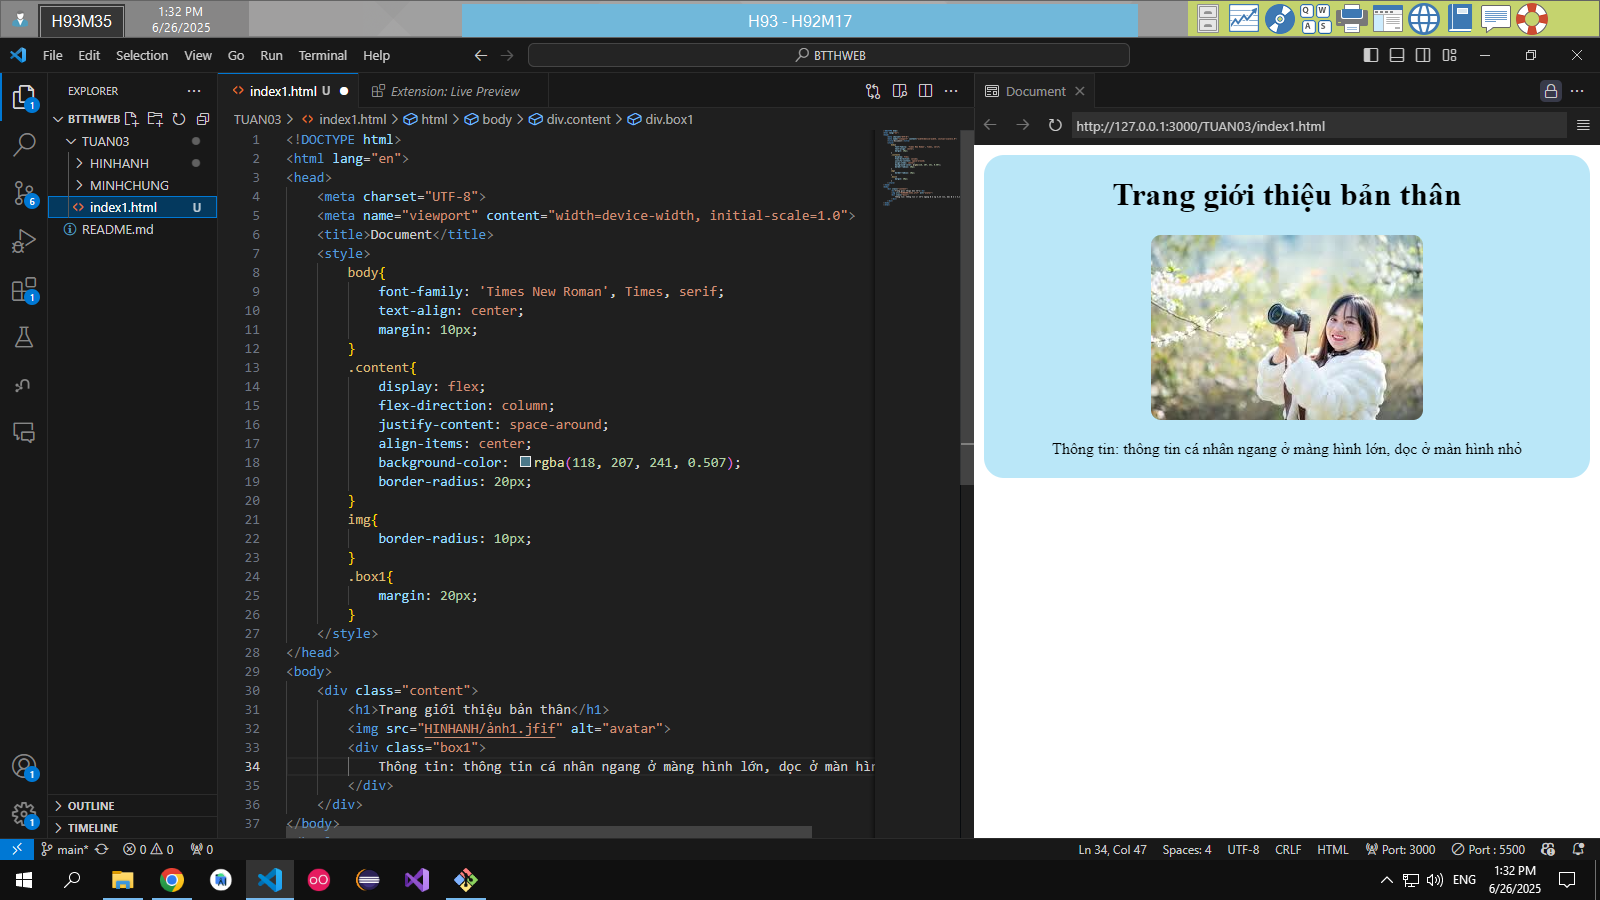 H93M35
1:32 PM
6/26/2025
H93 - H92M17
Q W
A S
File Edit Selection View Go Run Terminal Help
BTTHWEB
EXPLORER
BTTHWEB
TUAN03
HINHANH
MINHCHUNG
index1.html U
README.md
OUTLINE
TIMELINE
index1.html U
Extension: Live Preview
TUAN03 > index1.html > html > body > div.content > div.box1
1 <!DOCTYPE html>
2 <html lang="en">
3 <head>
4 <meta charset="UTF-8">
5 <meta name="viewport" content="width=device-width, initial-scale=1.0">
6 <title>Document</title>
7 <style>
8 body{
9 font-family: 'Times New Roman', Times, serif;
10 text-align: center;
11 margin: 10px;
12 }
13 .content{
14 display: flex;
15 flex-direction: column;
16 justify-content: space-around;
17 align-items: center;
18 background-color: rgba(118, 207, 241, 0.507);
19 border-radius: 20px;
20 }
21 img{
22 border-radius: 10px;
23 }
24 .box1{
25 margin: 20px;
26 }
27 </style>
28 </head>
29 <body>
30 <div class="content">
31 <h1>Trang giới thiệu bản thân</h1>
32 <img src="HINHANH/ảnh1.jfif" alt="avatar">
33 <div class="box1">
34 Thông tin: thông tin cá nhân ngang ở màng hình lớn, dọc ở màn hìn
35 </div>
36 </div>
37 </body>
Document
http://127.0.0.1:3000/TUAN03/index1.html
Trang giới thiệu bản thân
Thông tin: thông tin cá nhân ngang ở màng hình lớn, dọc ở màn hình nhỏ
1
6
1
1
1
main* 0 0 0
Ln 34, Col 47 Spaces: 4 UTF-8 CRLF HTML Port: 3000 Port : 5500
ENG
1:32 PM
6/26/2025